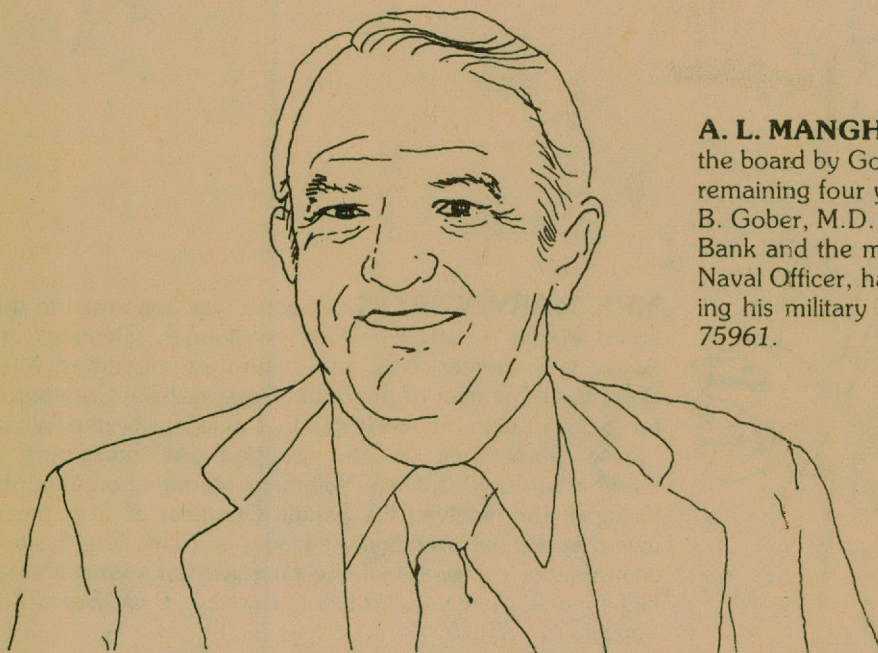 A. L. MANGH
the board by Go
remaining four y
B. Gober, M.D.
Bank and the m
Naval Officer, ha
ing his military
75961.